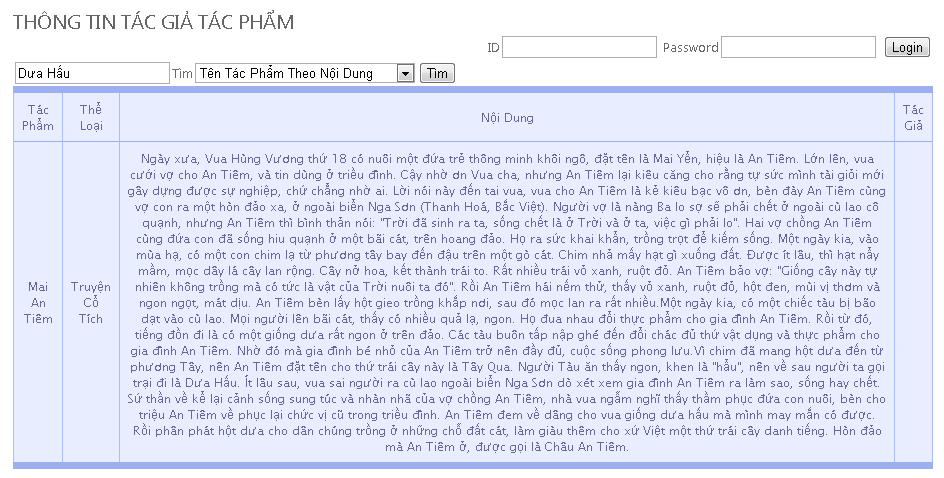 THÔNG TIN TÁC GIẢ TÁC PHẨM
ID Password Login
Dưa Hấu Tìm Tên Tác Phẩm Theo Nội Dung Tìm
Tác Phẩm Thể Loại Nội Dung Tác Giả
Mai An Tiêm
Truyện Cổ Tích
Ngày xưa, Vua Hùng Vương thứ 18 có nuôi một đứa trẻ thông minh khôi ngô, đặt tên là Mai Yển, hiệu là An Tiêm. Lớn lên, vua
cưới vợ cho An Tiêm, và tin dùng ở triều đình. Cậy nhờ ơn Vua cha, nhưng An Tiêm lại kiêu căng cho rằng tự sức mình tài giỏi mới
gây dựng được sự nghiệp, chứ chẳng nhờ ai. Lời nói này đến tai vua, vua cho An Tiêm là kẻ kiêu bạc vô ơn, bèn đày An Tiêm cùng
vợ con ra một hòn đảo xa, ở ngoài biển Nga Sơn (Thanh Hoá, Bắc Việt). Người vợ là nàng Ba lo sợ sẽ phải chết ở ngoài cù lao cô
quạnh, nhưng An Tiêm thì bình thản nói: "Trời đã sinh ra ta, sống chết là ở Trời và ở ta, việc gì phải lo". Hai vợ chồng An Tiêm
cùng đứa con đã sống hiu quạnh ở một bãi cát, trên hoang đảo. Họ ra sức khai khẩn, trồng trọt để kiếm sống. Một ngày kia, vào
mùa hạ, có một con chim lạ từ phương tây bay đến đậu trên một gò cát. Chim nhả mấy hạt gì xuống đất. Được ít lâu, thì hạt nẩy
mầm, mọc dây lá cây lan rộng. Cây nở hoa, kết thành trái to. Rất nhiều trái vỏ xanh, ruột đỏ. An Tiêm bảo vợ: "Giống cây này tự
nhiên không trồng mà có tức là vật của Trời nuôi ta đó". Rồi An Tiêm hái nếm thử, thấy vỏ xanh, ruột đỏ, hột đen, mùi vị thơm và
ngon ngọt, mát dịu. An Tiêm bèn lấy hột gieo trồng khắp nơi, sau đó mọc lan ra rất nhiều.Một ngày kia, có một chiếc tàu bị bão
dạt vào cù lao. Mọi người lên bãi cát, thấy có nhiều quả lạ, ngon. Họ đua nhau đổi thực phẩm cho gia đình An Tiêm. Rồi từ đó,
tiếng đồn đi là có một giống dưa rất ngon ở trên đảo. Các tàu buôn tấp nập ghé đến đổi chác đủ thứ vật dụng và thực phẩm cho
gia đình An Tiêm. Nhờ đó mà gia đình bé nhỏ của An Tiêm trở nên đầy đủ, cuộc sống phong lưu.Vì chim đã mang hột dưa đến từ
phương Tây, nên An Tiêm đặt tên cho thứ trái cây này là Tây Qua. Người Tàu ăn thấy ngon, khen là "hẩu", nên về sau người ta gọi
trại đi là Dưa Hấu. Ít lâu sau, vua sai người ra cù lao ngoài biển Nga Sơn dò xét xem gia đình An Tiêm ra làm sao, sống hay chết.
Sứ thần về kể lại cảnh sống sung túc và nhàn nhã của vợ chồng An Tiêm, nhà vua ngẫm nghĩ thấy thầm phục đứa con nuôi, bèn cho
triệu An Tiêm về phục lại chức vị cũ trong triều đình. An Tiêm đem về dâng cho vua giống dưa hấu mà mình may mắn có được.
Rồi phân phát hột dưa cho dân chúng trồng ở những chỗ đất cát, làm giàu thêm cho xứ Việt một thứ trái cây danh tiếng. Hòn đảo
mà An Tiêm ở, được gọi là Châu An Tiêm.